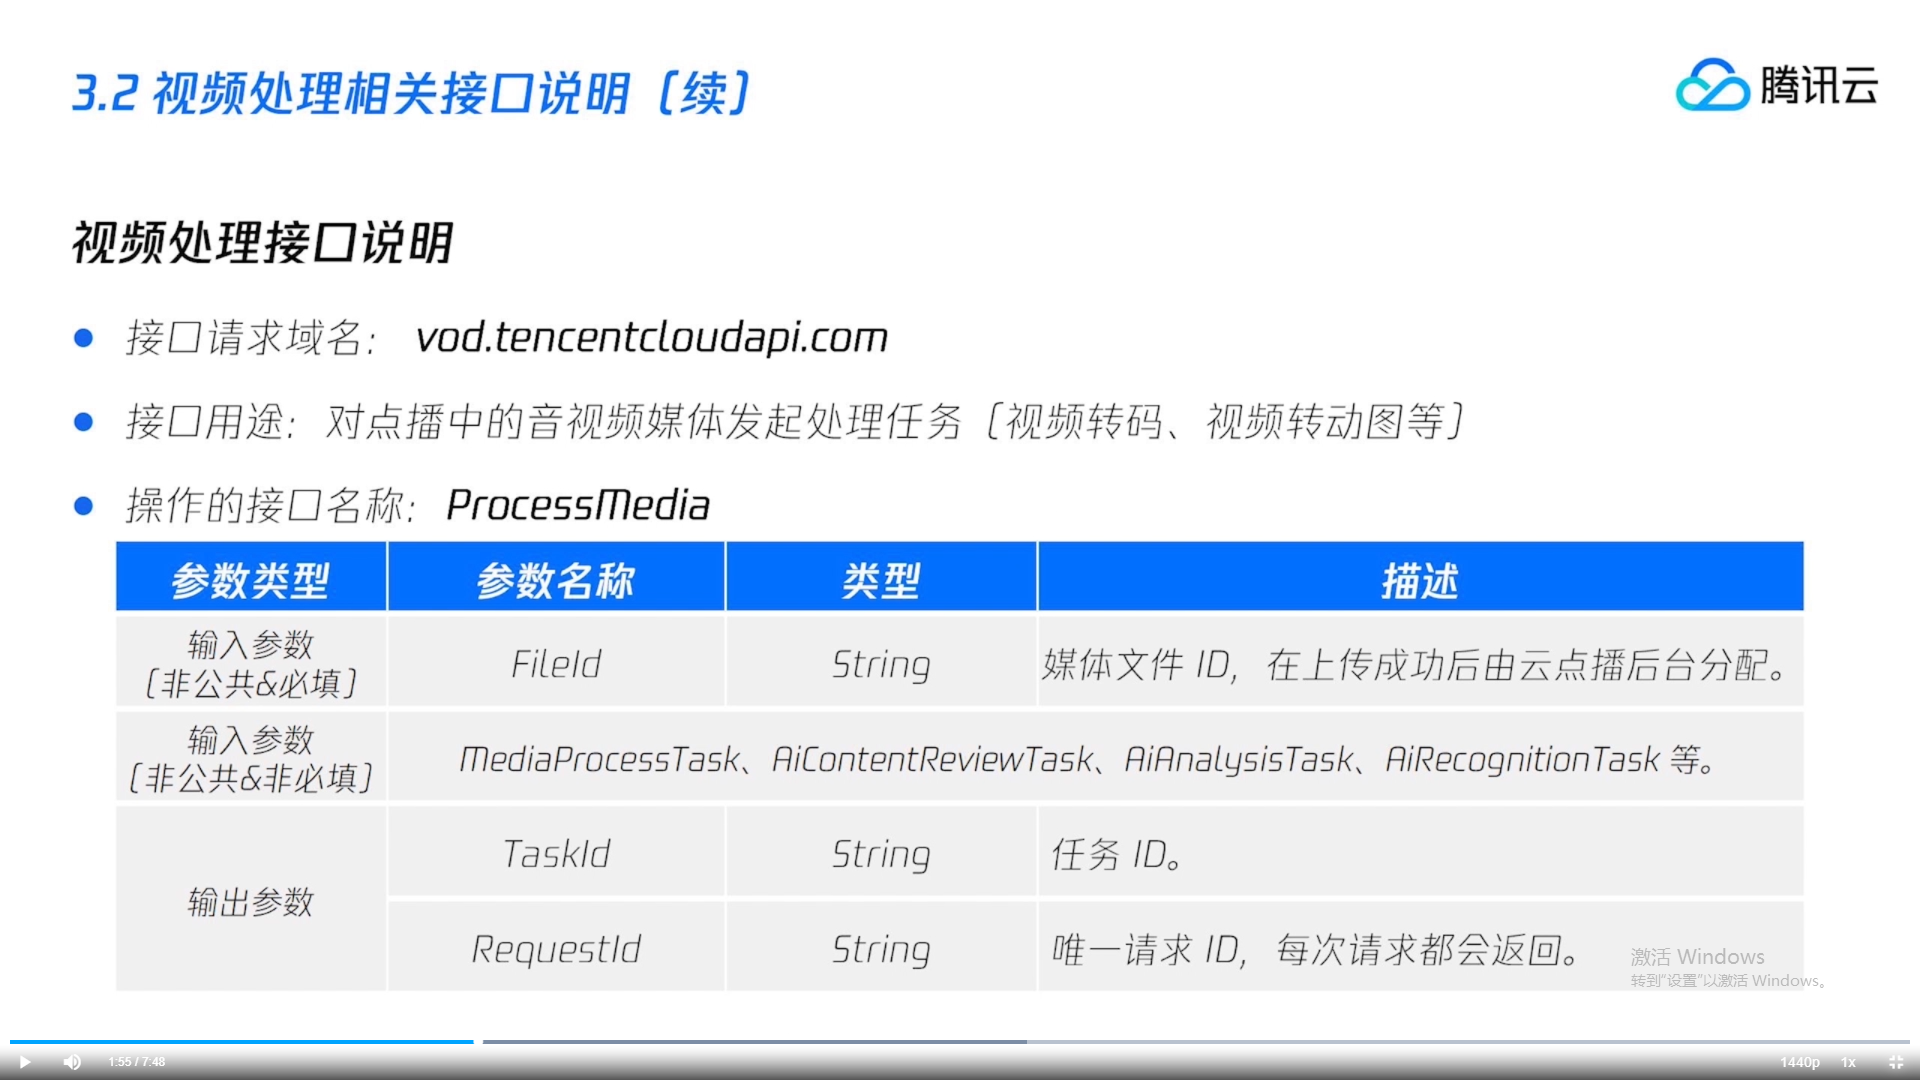 3.2 视频处理相关接口说明（续）
腾讯云
视频处理接口说明
接口请求域名： vod.tencentcloudapi.com
接口用途：对点播中的音视频媒体发起处理任务（视频转码、视频转动图等）
操作的接口名称： ProcessMedia
参数类型 参数名称 类型 描述
输入参数
（非公共&必填）
FileId String 媒体文件 ID，在上传成功后由云点播后台分配。
输入参数
（非公共&非必填）
MediaProcessTask、AiContentReviewTask、AiAnalysisTask、AiRecognitionTask 等。
输出参数
TaskId String 任务 ID。
RequestId String 唯一请求 ID，每次请求都会返回。
激活 Windows
转到"设置"以激活 Windows。
1:55 / 7:48 1440p 1x